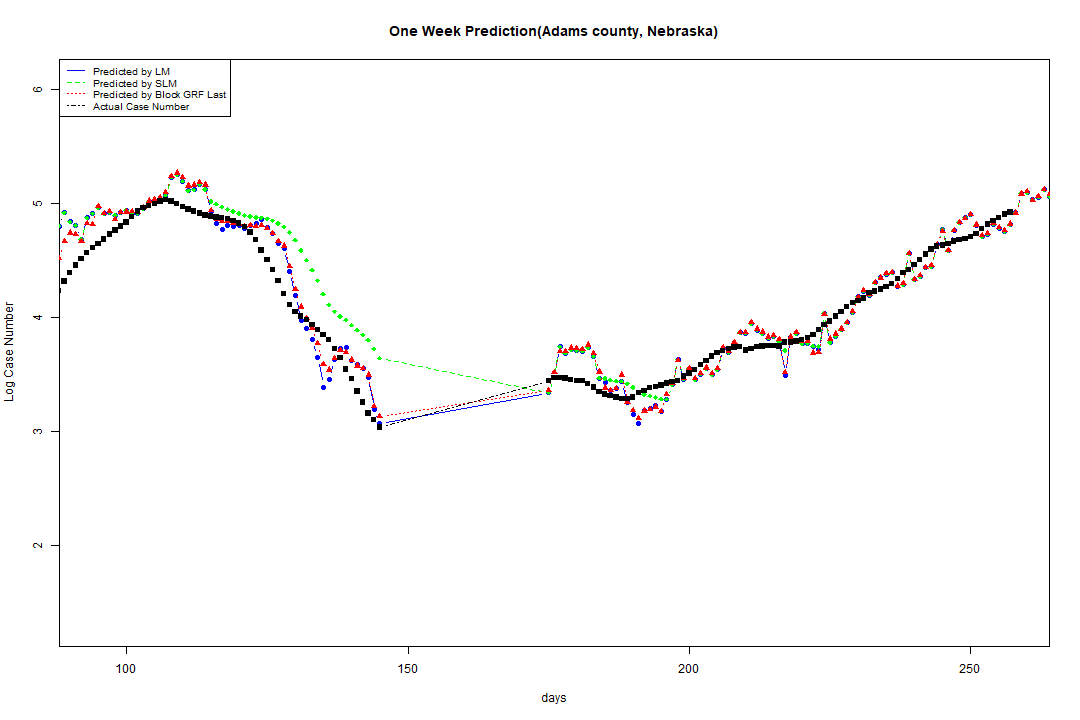 One Week Prediction(Adams county, Nebraska)
Predicted by LM
Predicted by SLM
Predicted by Block GRF Last
Actual Case Number
6
5
4
3
2
Log Case Number
100
150
200
250
days